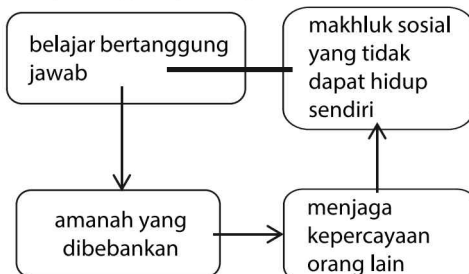 belajar bertanggung
jawab
makhluk sosial
yang tidak
dapat hidup
sendiri
amanah yang
dibebankan
menjaga
kepercayaan
orang lain